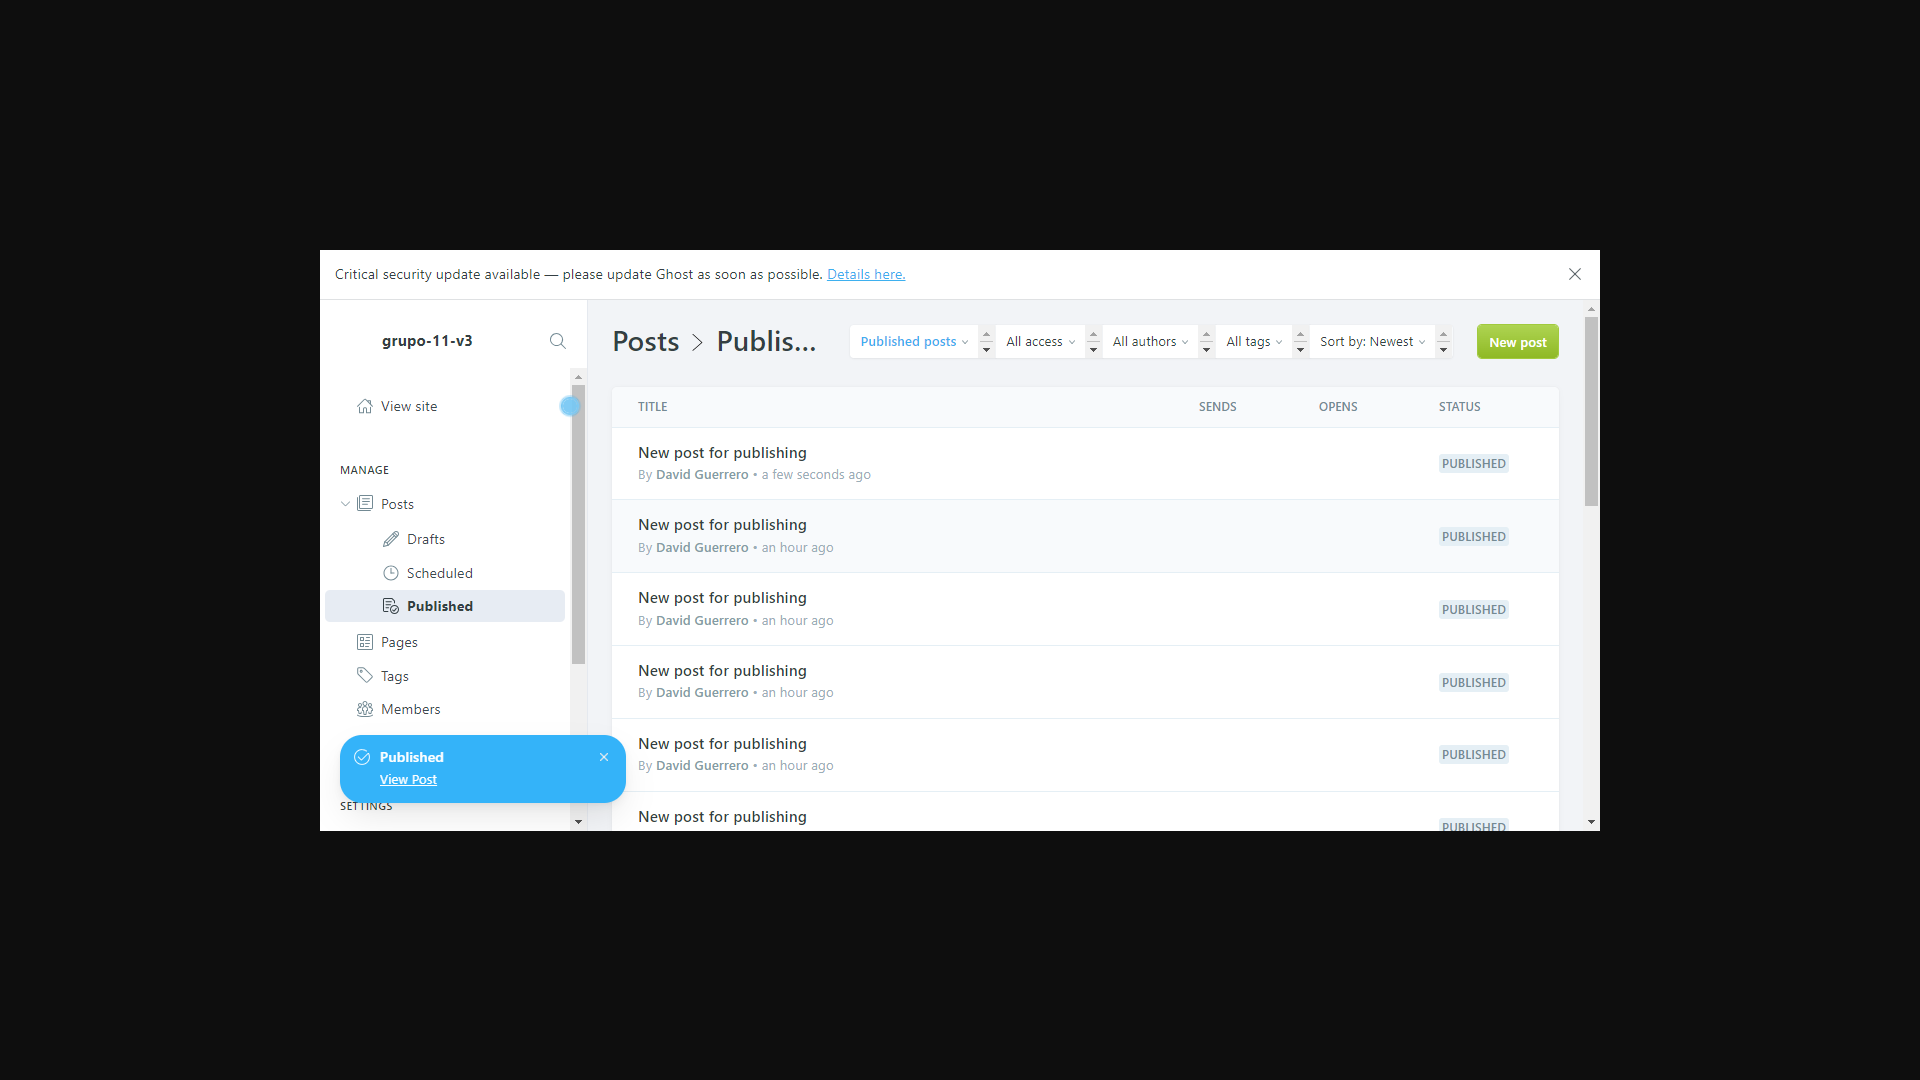 Critical security update available — please update Ghost as soon as possible. Details here.
grupo-11-v3
View site
MANAGE
Posts
Drafts
Scheduled
Published
Pages
Tags
Members
Published
View Post
SETTINGS
Posts > Publis...
Published posts
All access
All authors
All tags
Sort by: Newest
New post
TITLE SENDS OPENS STATUS
New post for publishing
By David Guerrero • a few seconds ago
PUBLISHED
New post for publishing
By David Guerrero • an hour ago
PUBLISHED
New post for publishing
By David Guerrero • an hour ago
PUBLISHED
New post for publishing
By David Guerrero • an hour ago
PUBLISHED
New post for publishing
By David Guerrero • an hour ago
PUBLISHED
New post for publishing
PUBLISHED